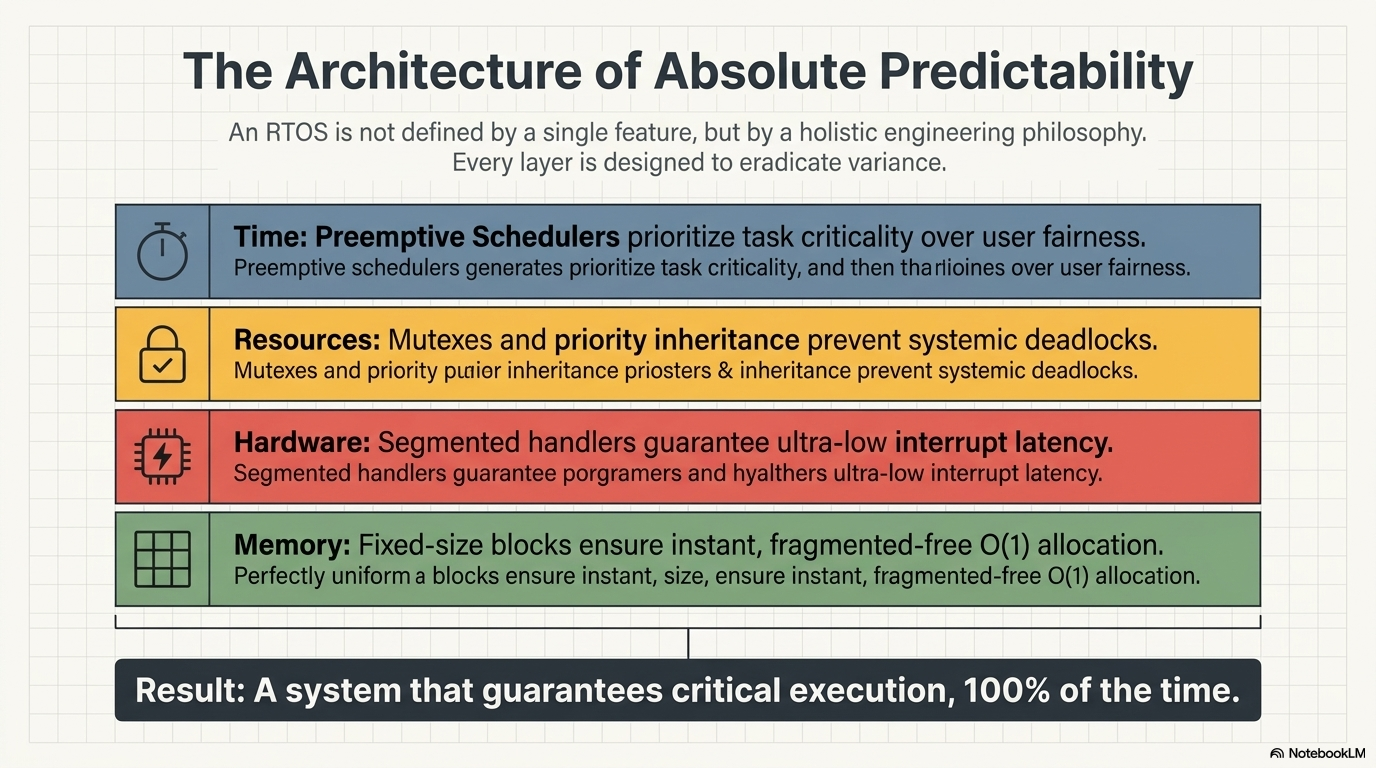 The Architecture of Absolute Predictability
An RTOS is not defined by a single feature, but by a holistic engineering philosophy.
Every layer is designed to eradicate variance.
Time: Preemptive Schedulers prioritize task criticality over user fairness.
Preemptive schedulers generates prioritize task criticality, and then over user fairness.
Resources: Mutexes and priority inheritance prevent systemic deadlocks.
Mutexes and priority inheritance priosters & inheritance prevent systemic deadlocks.
Hardware: Segmented handlers guarantee ultra-low interrupt latency.
Segmented handlers guarantee porgramers and hyalthers ultra-low interrupt latency.
Memory: Fixed-size blocks ensure instant, fragmented-free O(1) allocation.
Perfectly uniform a blocks ensure instant, size, ensure instant, fragmented-free O(1) allocation.
Result: A system that guarantees critical execution, 100% of the time.
NotebookLM